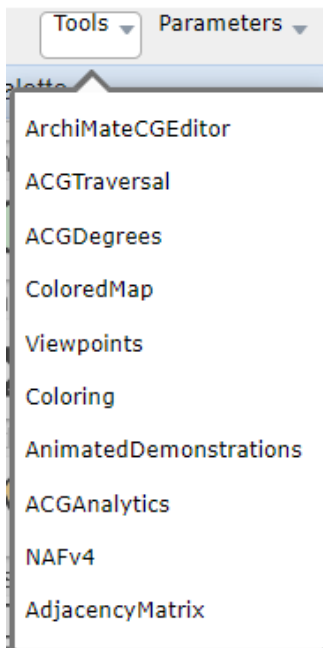 Tools Parameters
ArchiMateCGEditor
ACGTraversal
ACGDegrees
ColoredMap
Viewpoints
Coloring
AnimatedDemonstrations
ACGAnalytics
NAFv4
AdjacencyMatrix